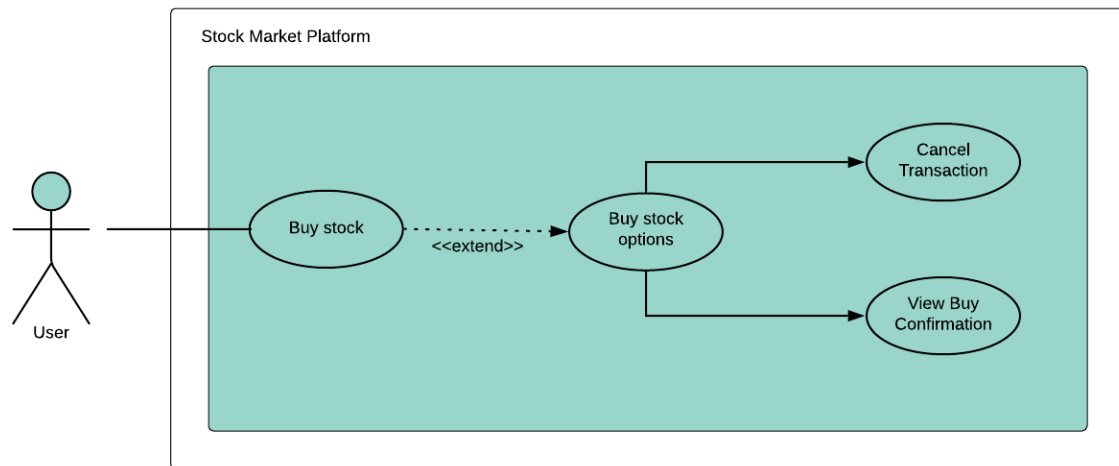 Stock Market Platform
Cancel
Transaction
Buy stock
<<extend>>
Buy stock
options
View Buy
Confirmation
User